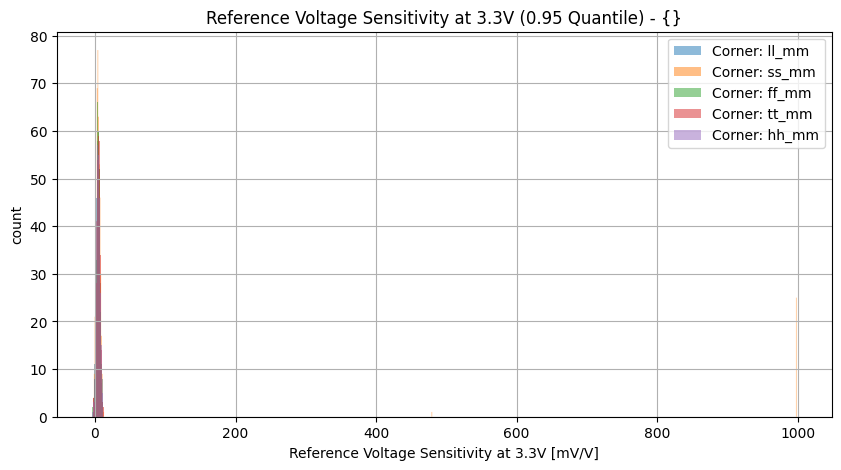 Reference Voltage Sensitivity at 3.3V (0.95 Quantile) - {}
80
70
60
50
40
30
20
10
0
count
Corner: ll_mm
Corner: ss_mm
Corner: ff_mm
Corner: tt_mm
Corner: hh_mm
0 200 400 600 800 1000
Reference Voltage Sensitivity at 3.3V [mV/V]